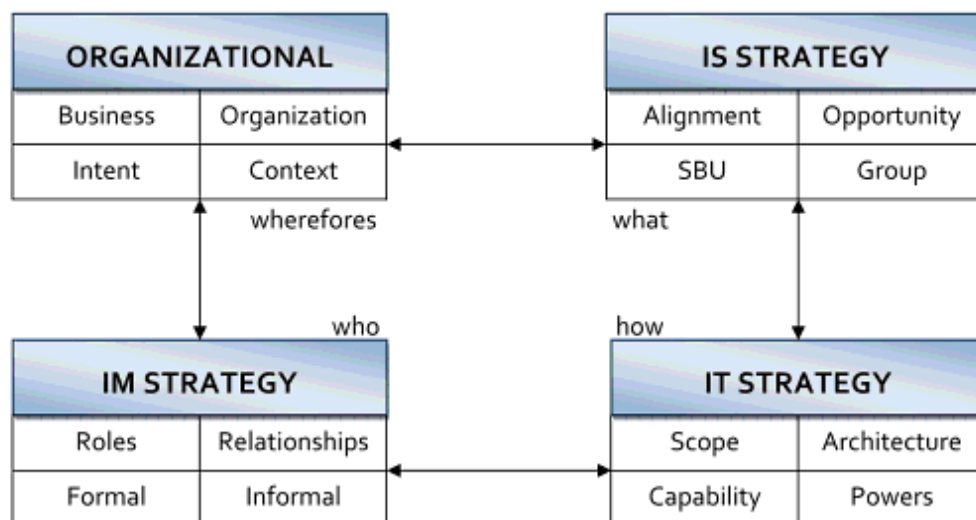 ORGANIZATIONAL
IS STRATEGY
Business Organization
Alignment Opportunity
Intent Context
SBU Group
wherefores
what
who
how
IM STRATEGY
IT STRATEGY
Roles Relationships
Scope Architecture
Formal Informal
Capability Powers